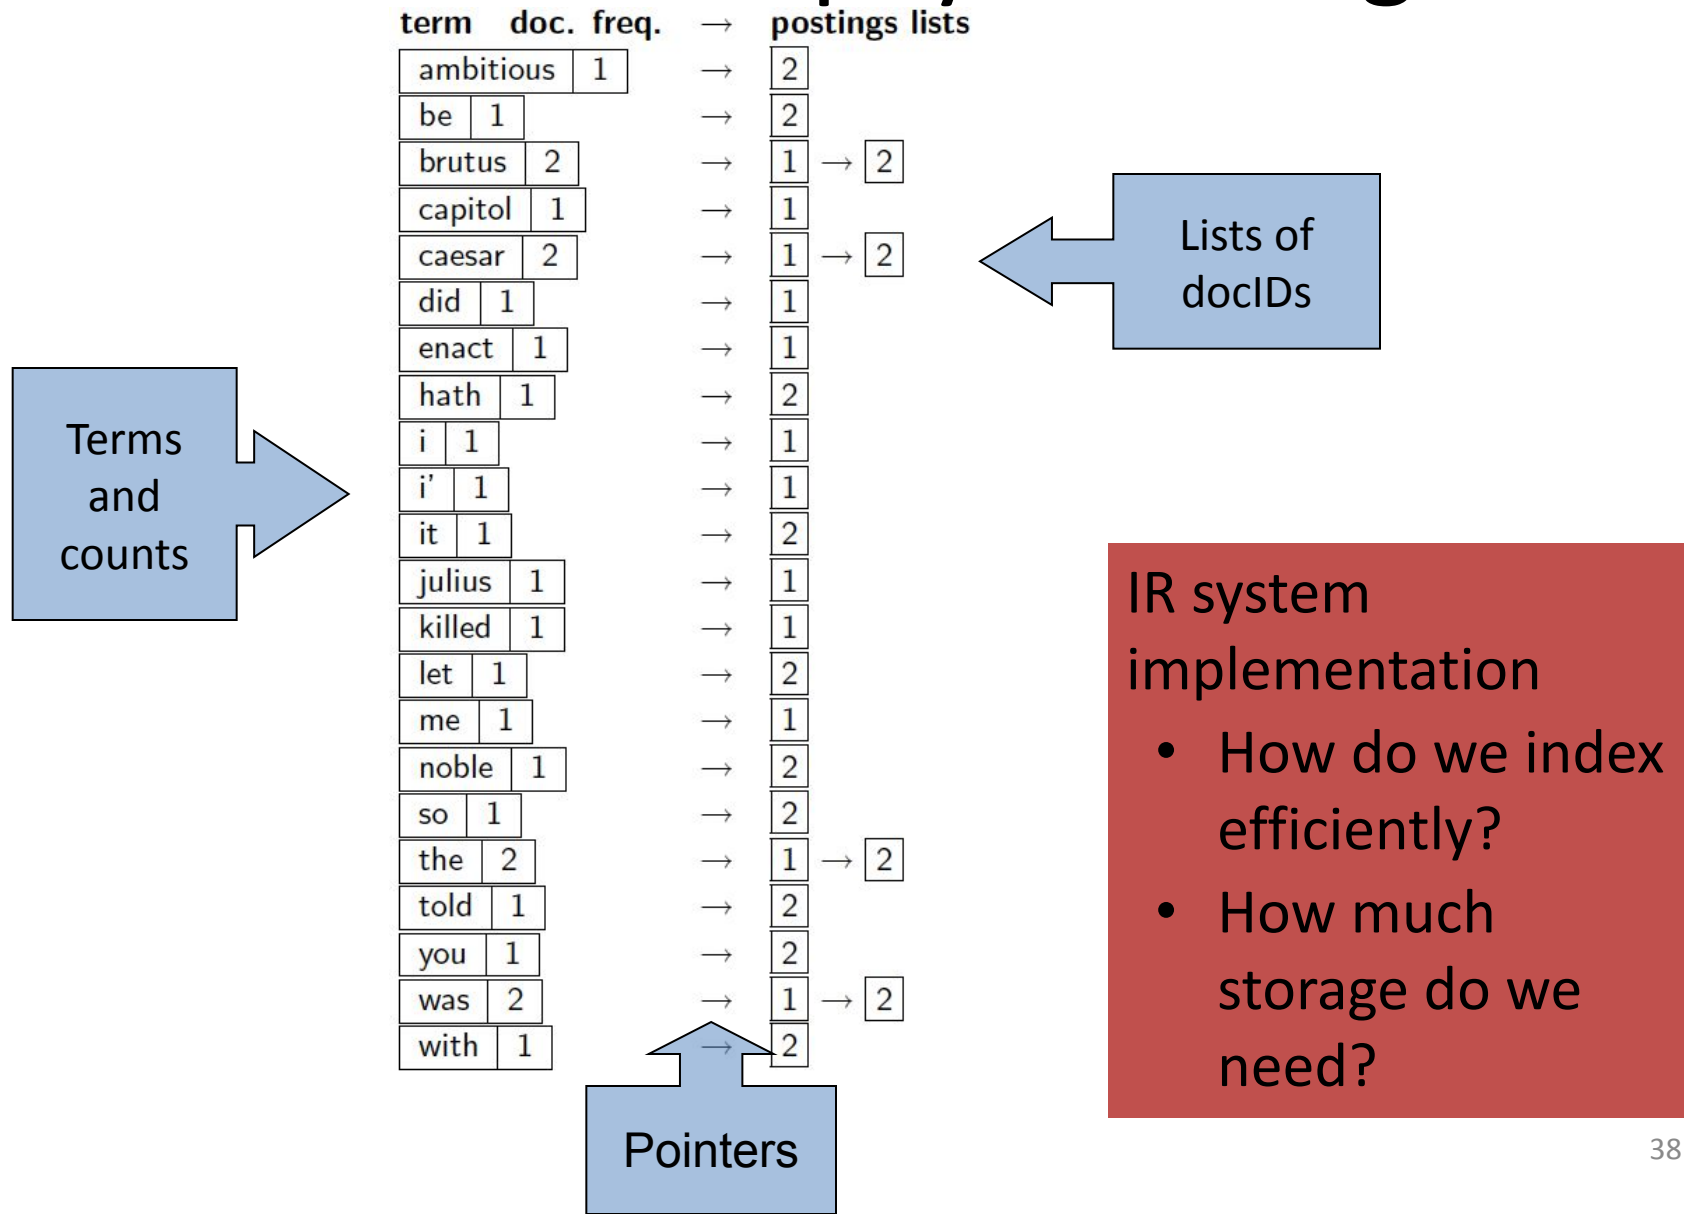 term doc. freq. → postings lists
ambitious 1 → 2
be 1 → 2
brutus 2 → 1 → 2
capitol 1 → 1
caesar 2 → 1 → 2
did 1 → 1
enact 1 → 1
hath 1 → 2
i 1 → 1
i' 1 → 1
it 1 → 2
julius 1 → 1
killed 1 → 1
let 1 → 2
me 1 → 1
noble 1 → 2
so 1 → 2
the 2 → 1 → 2
told 1 → 2
you 1 → 2
was 2 → 1 → 2
with 1 → 2
Terms
and
counts
Lists of
docIDs
Pointers
IR system
implementation
• How do we index
efficiently?
• How much
storage do we
need?
38